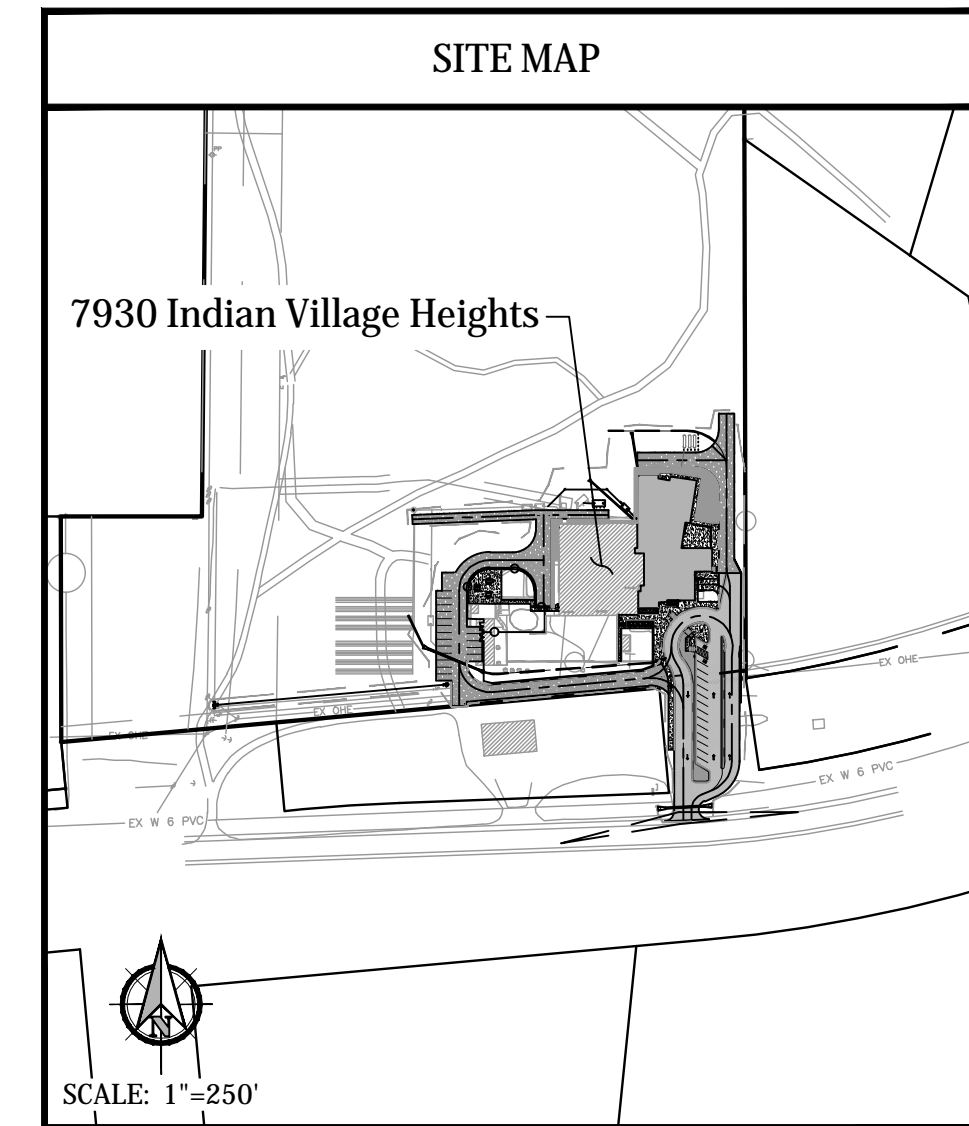 SITE MAP
7930 Indian Village Heights
EX OHE
EX OHE
EX OHE
EX W 6 PVC
EX W 6 PVC
N
SCALE: 1"=250'